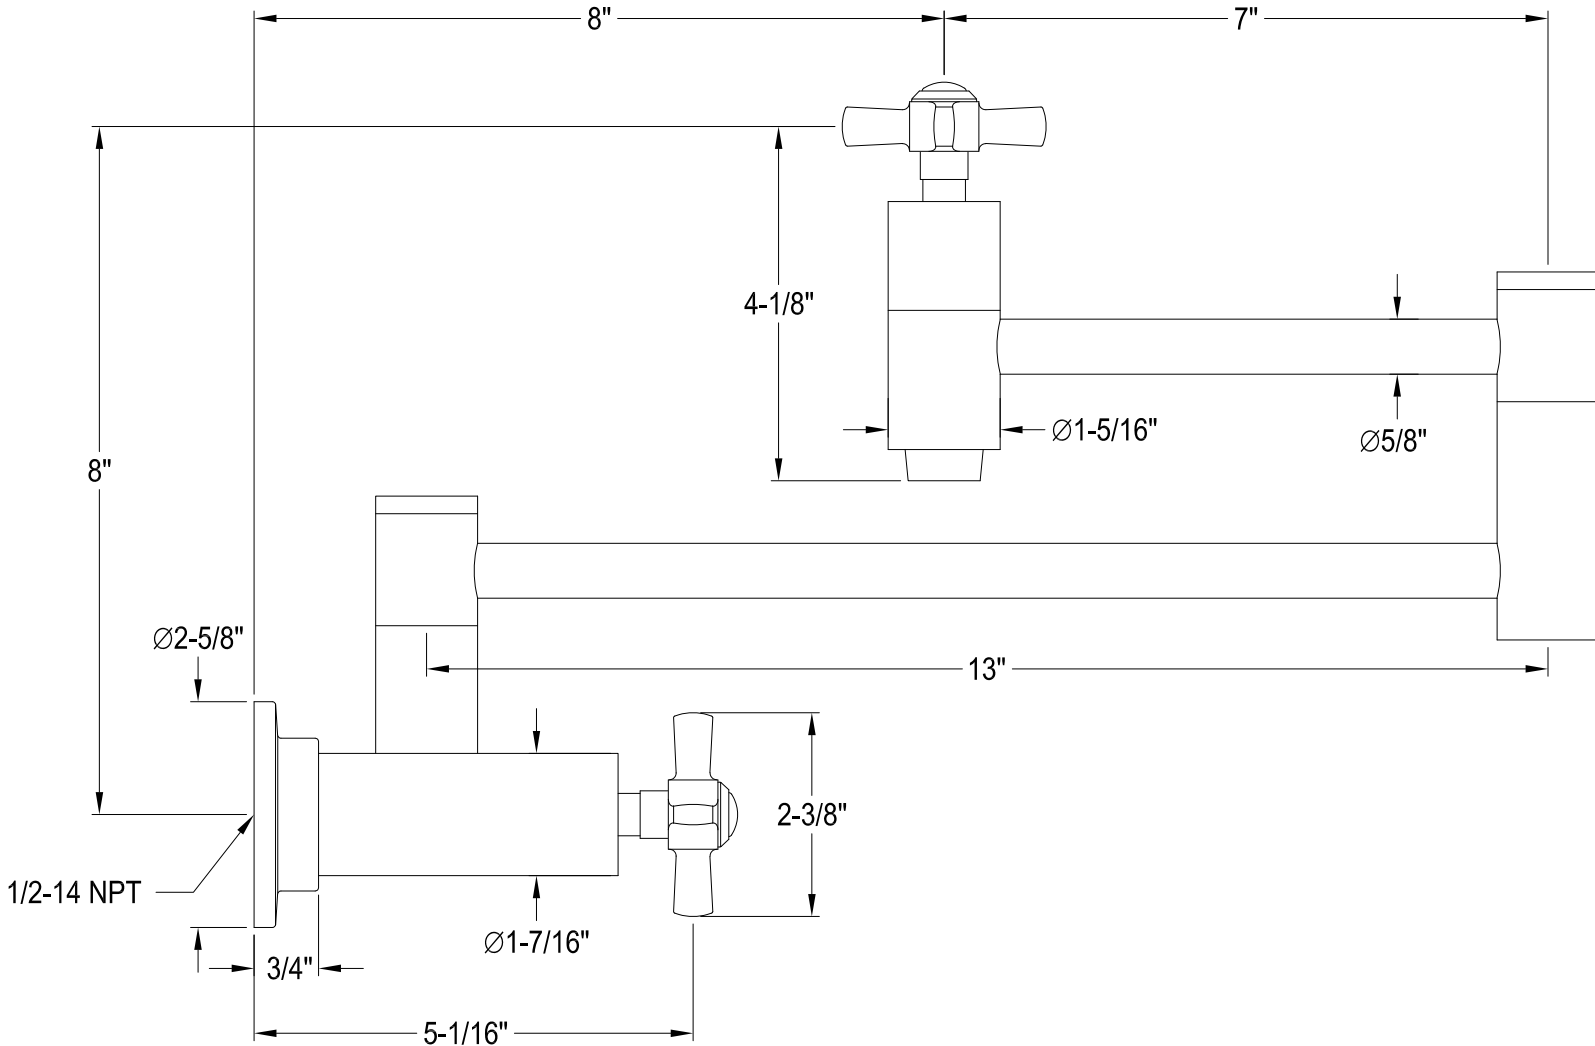 8"
7"
4-1/8"
Ø1-5/16"
Ø5/8"
8"
Ø2-5/8"
13"
2-3/8"
1/2-14 NPT
Ø1-7/16"
3/4"
5-1/16"